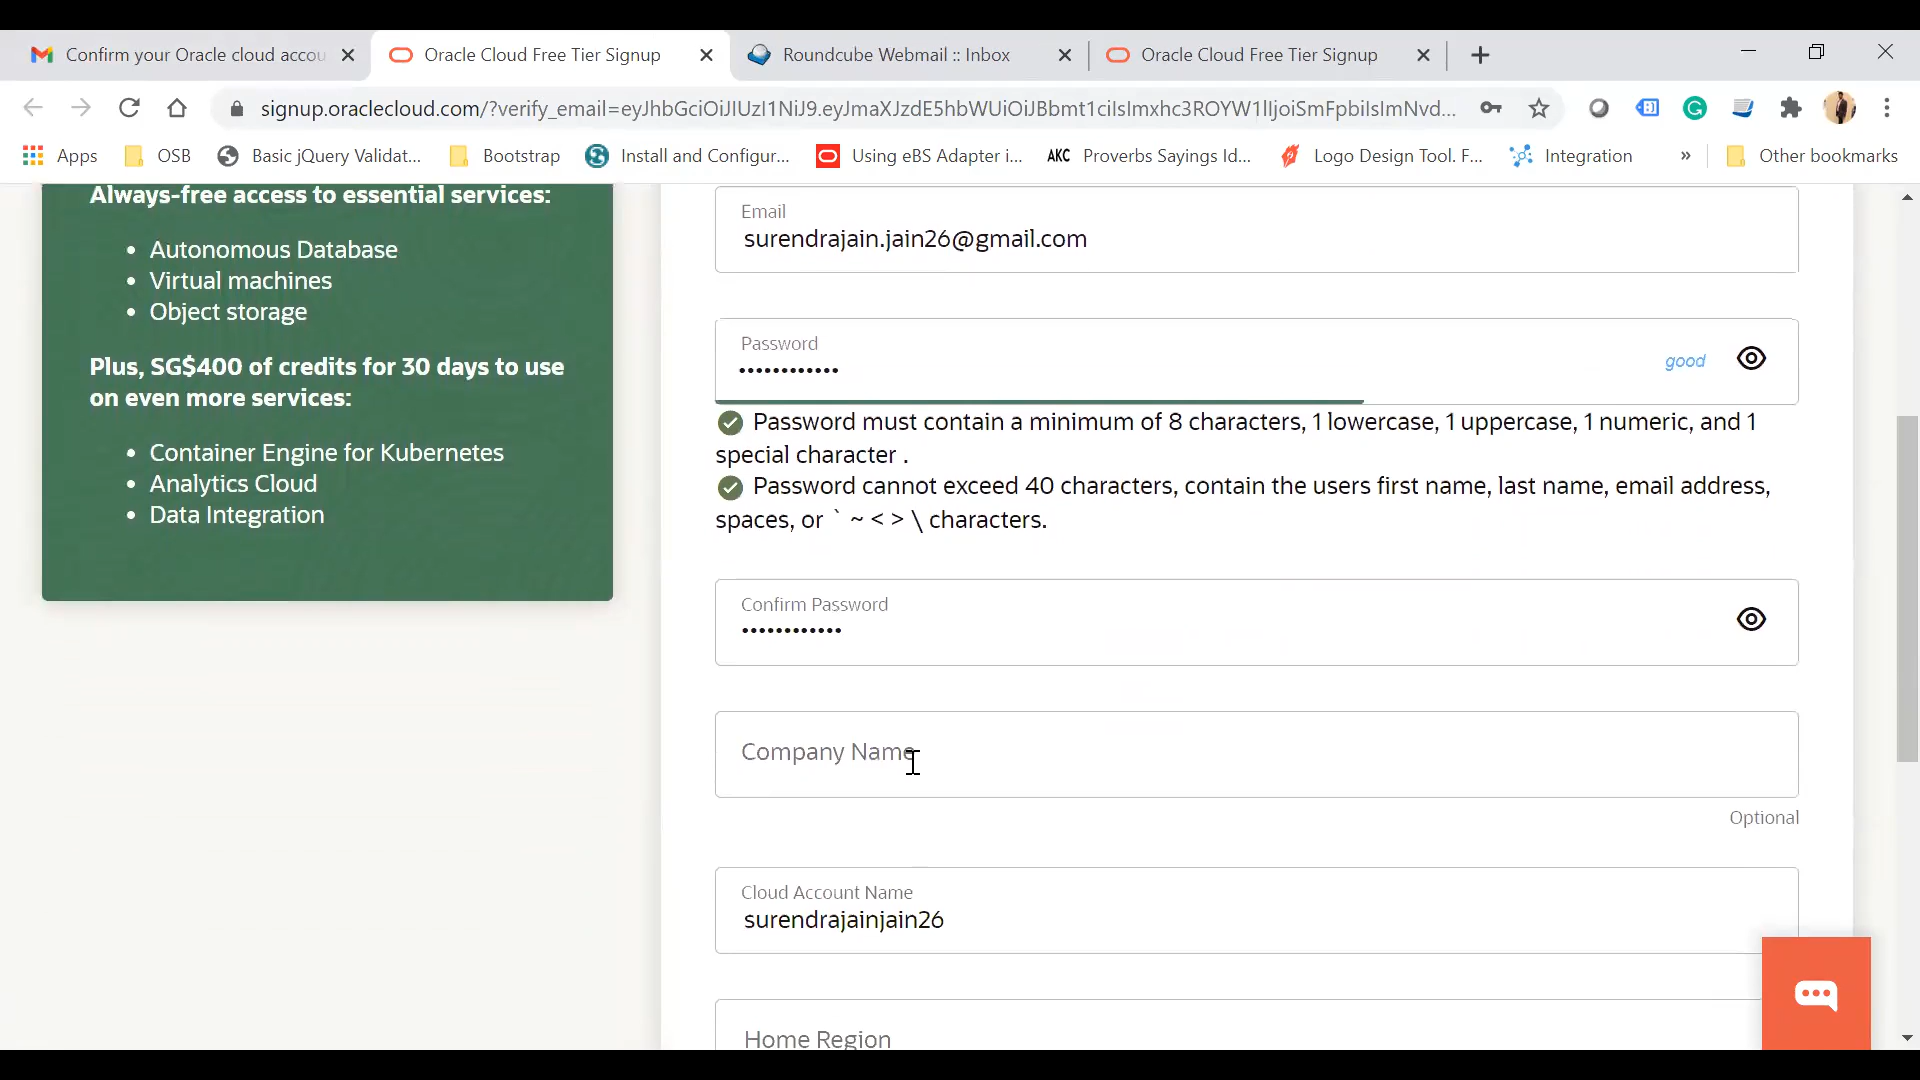 Confirm your Oracle cloud accou
Oracle Cloud Free Tier Signup
Roundcube Webmail :: Inbox
Oracle Cloud Free Tier Signup
signup.oraclecloud.com/?verify_email=eyJhbGciOiJIUzI1NiJ9.eyJmaXJzdE5hbWUiOiJBbmt1ciIsImxhc3ROYW1lIjoiSmFpbiIsImNvd...
Apps
OSB
Basic jQuery Validat...
Bootstrap
Install and Configur...
Using eBS Adapter i...
AKC
Proverbs Sayings Id...
Logo Design Tool. F...
Integration
»
Other bookmarks
Always-free access to essential services:
• Autonomous Database
• Virtual machines
• Object storage
Plus, SG$400 of credits for 30 days to use
on even more services:
• Container Engine for Kubernetes
• Analytics Cloud
• Data Integration
Email
surendrajain.jain26@gmail.com
Password
••••••••••••
good
Password must contain a minimum of 8 characters, 1 lowercase, 1 uppercase, 1 numeric, and 1
special character .
Password cannot exceed 40 characters, contain the users first name, last name, email address,
spaces, or ` ~ < > \ characters.
Confirm Password
••••••••••••
Company Name
Optional
Cloud Account Name
surendrajainjain26
Home Region